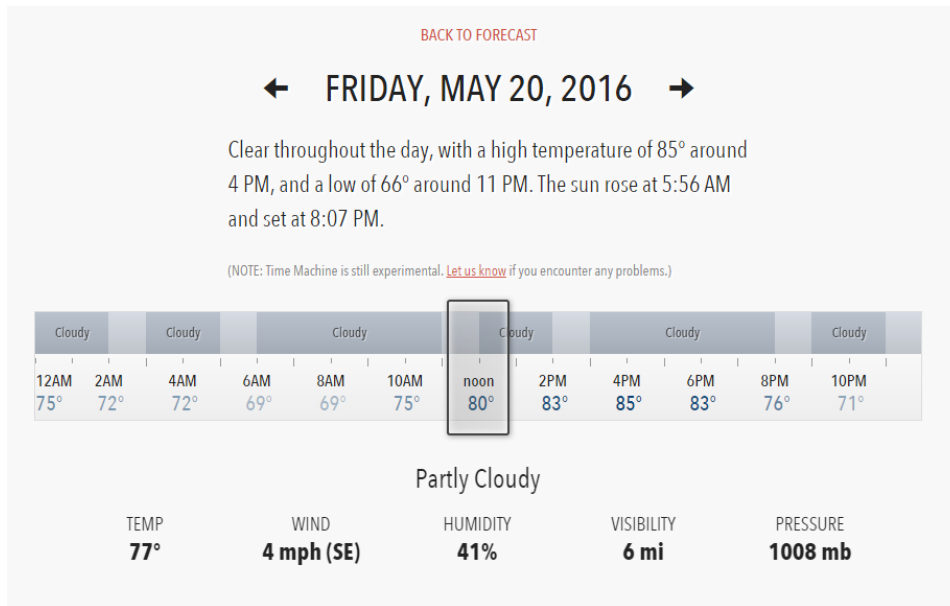 BACK TO FORECAST
FRIDAY, MAY 20, 2016
Clear throughout the day, with a high temperature of 85° around
4 PM, and a low of 66° around 11 PM. The sun rose at 5:56 AM
and set at 8:07 PM.
(NOTE: Time Machine is still experimental. Let us know if you encounter any problems.)
Cloudy Cloudy Cloudy Cloudy Cloudy Cloudy
12AM 2AM 4AM 6AM 8AM 10AM noon 2PM 4PM 6PM 8PM 10PM
75° 72° 72° 69° 69° 75° 80° 83° 85° 83° 76° 71°
Partly Cloudy
TEMP WIND HUMIDITY VISIBILITY PRESSURE
77° 4 mph (SE) 41% 6 mi 1008 mb